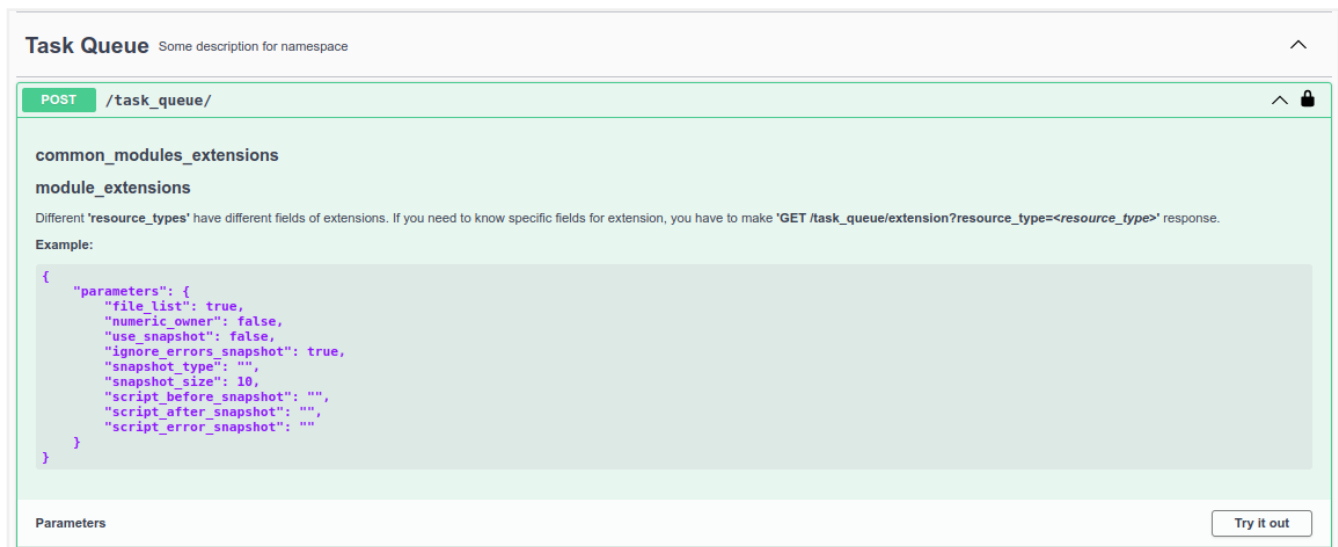 Task Queue Some description for namespace
POST /task_queue/
common_modules_extensions
module_extensions
Different 'resource_types' have different fields of extensions. If you need to know specific fields for extension, you have to make 'GET /task_queue/extension?resource_type=<resource_type>' response.
Example:
{
    "parameters": {
        "file_list": true,
        "numeric_owner": false,
        "use_snapshot": false,
        "ignore_errors_snapshot": true,
        "snapshot_type": "",
        "snapshot_size": 10,
        "script_before_snapshot": "",
        "script_after_snapshot": "",
        "script_error_snapshot": ""
    }
}
Parameters Try it out